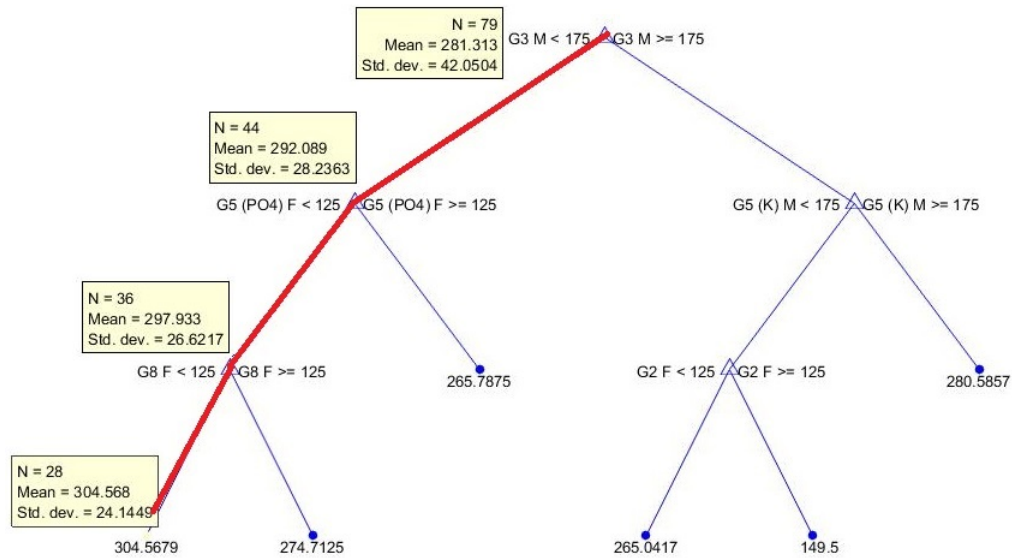 N = 79
Mean = 281.313
Std. dev. = 42.0504
G3 M < 175 G3 M >= 175
N = 44
Mean = 292.089
Std. dev. = 28.2363
G5 (PO4) F < 125 G5 (PO4) F >= 125
G5 (K) M < 175 G5 (K) M >= 175
N = 36
Mean = 297.933
Std. dev. = 26.6217
G8 F < 125 G8 F >= 125
265.7875
G2 F < 125 G2 F >= 125
280.5857
N = 28
Mean = 304.568
Std. dev. = 24.1449
304.5679
274.7125
265.0417
149.5